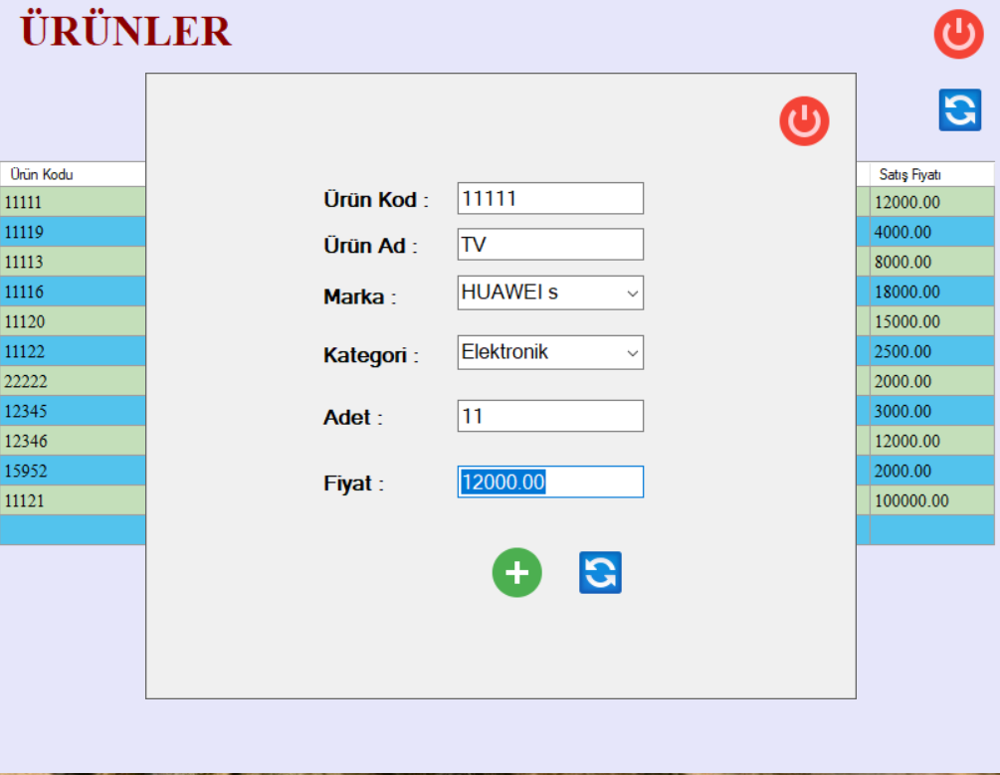 ÜRÜNLER
Ürün Kodu
Satış Fiyatı
11111
12000.00
11119
4000.00
11113
8000.00
11116
18000.00
11120
15000.00
11122
2500.00
22222
2000.00
12345
3000.00
12346
12000.00
15952
2000.00
11121
100000.00
Ürün Kod : 11111
Ürün Ad : TV
Marka : HUAWEI s
Kategori : Elektronik
Adet : 11
Fiyat : 12000.00